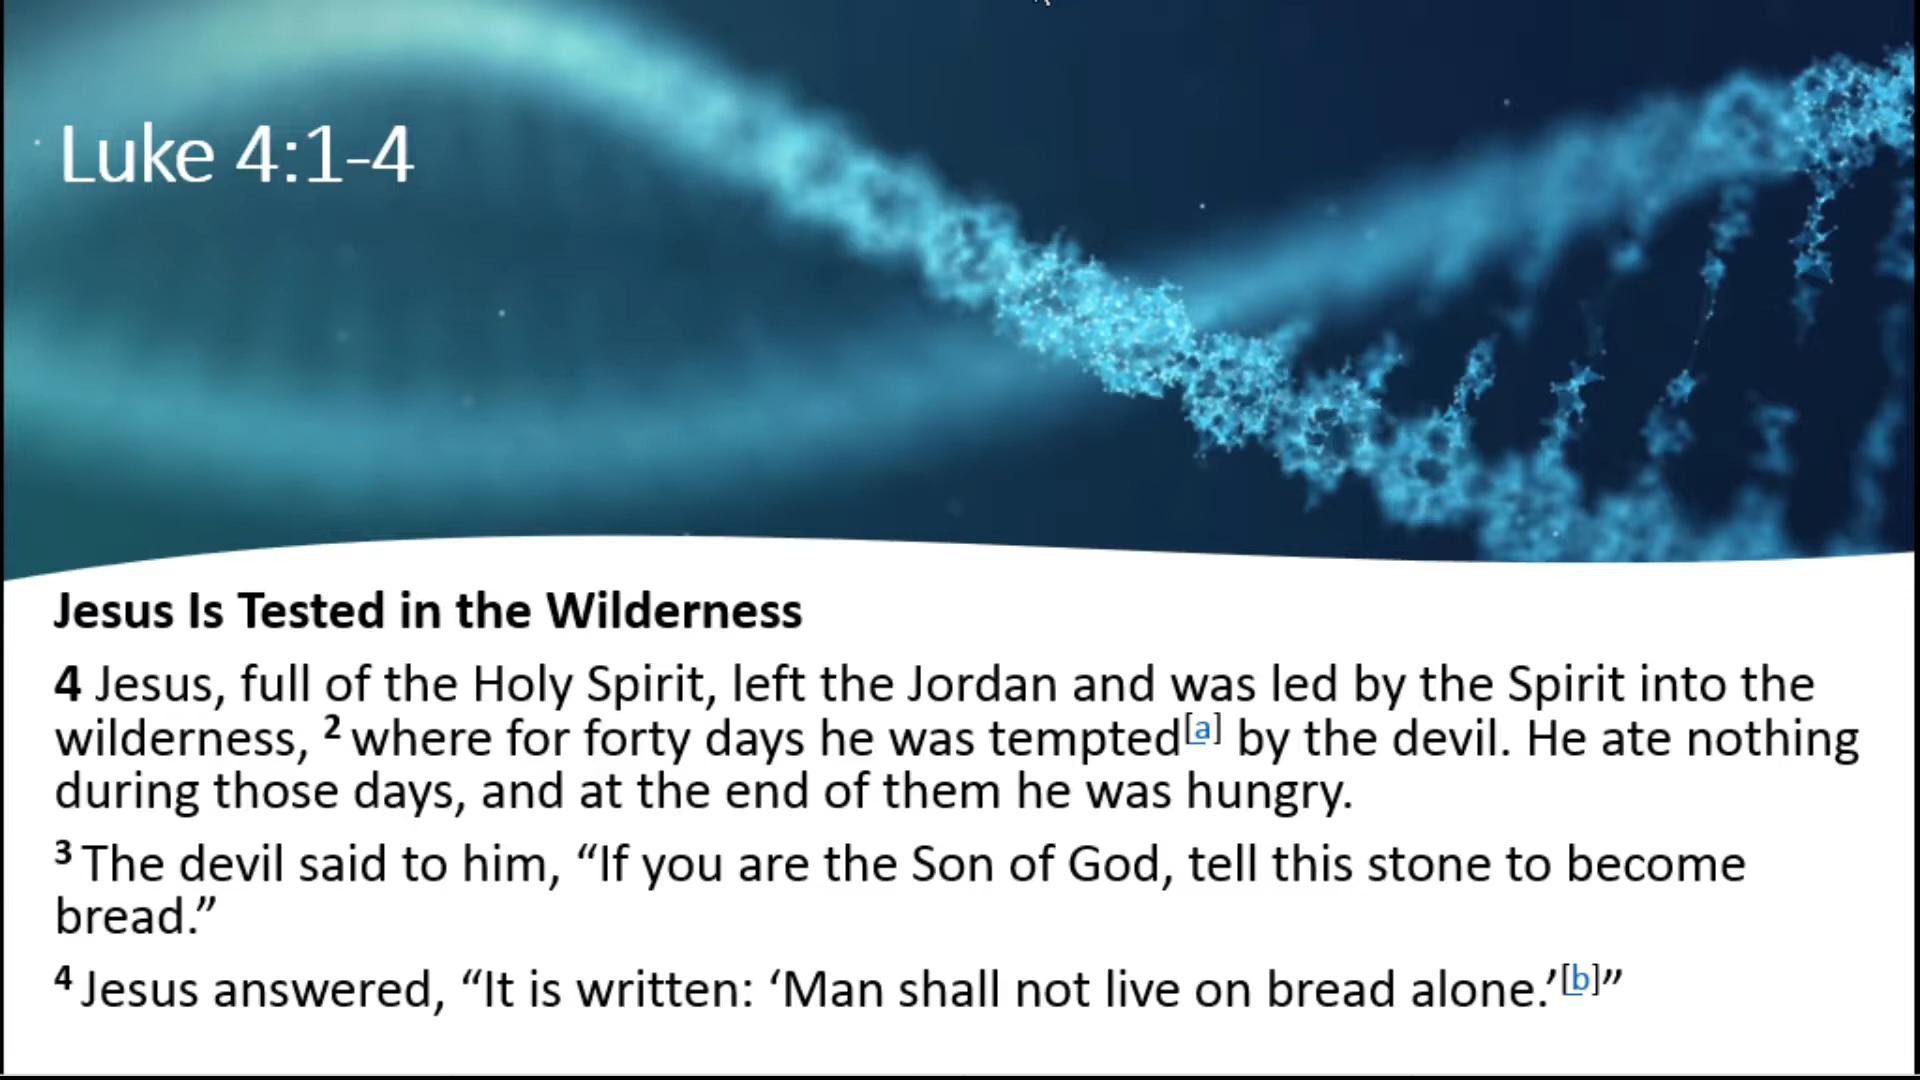 Luke 4:1-4
Jesus Is Tested in the Wilderness
4 Jesus, full of the Holy Spirit, left the Jordan and was led by the Spirit into the
wilderness, 2 where for forty days he was tempted[a] by the devil. He ate nothing
during those days, and at the end of them he was hungry.
3 The devil said to him, “If you are the Son of God, tell this stone to become
bread.”
4 Jesus answered, “It is written: ‘Man shall not live on bread alone.’[b]”